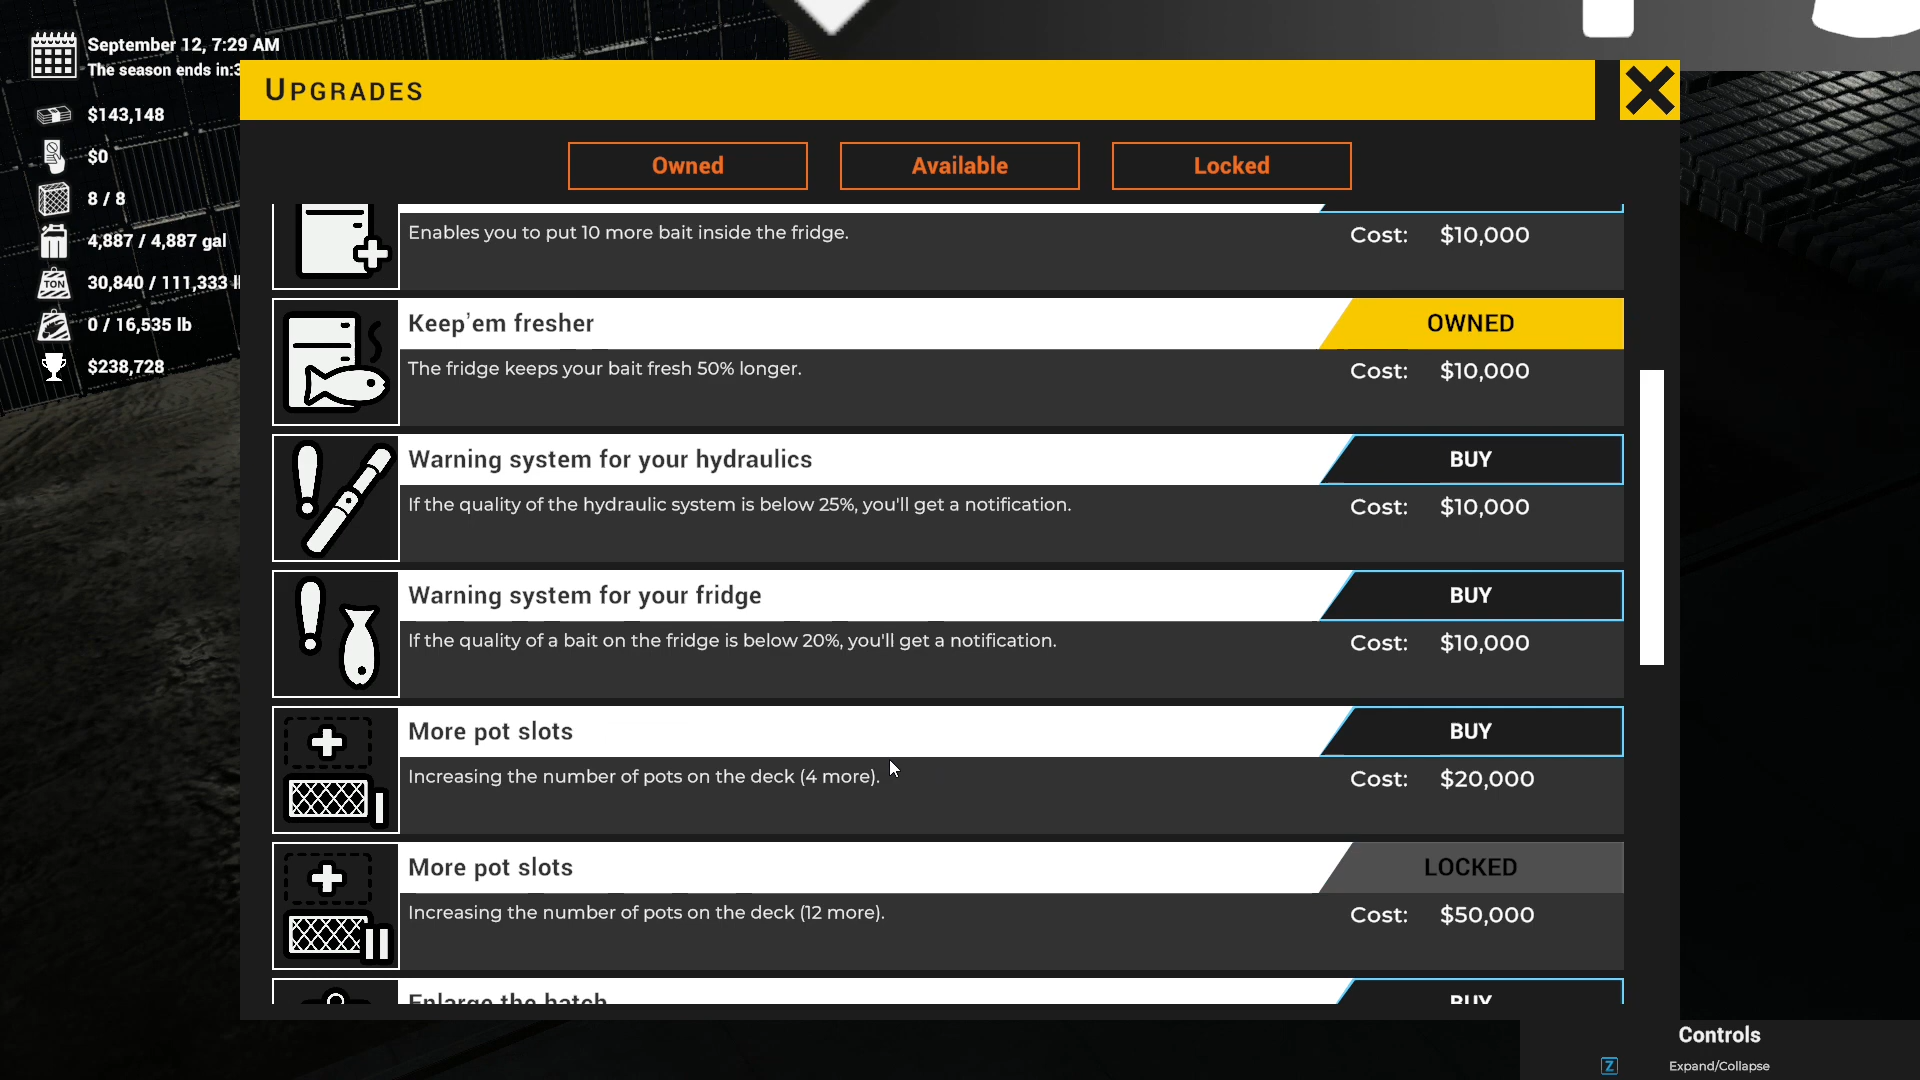 September 12, 7:29 AM
The season ends in:3
$143,148
$0
8 / 8
4,887 / 4,887 gal
TON
30,840 / 111,333 l
0 / 16,535 lb
$238,728
UPGRADES
Owned
Available
Locked
Enables you to put 10 more bait inside the fridge.
Cost: $10,000
Keep'em fresher
OWNED
The fridge keeps your bait fresh 50% longer.
Cost: $10,000
Warning system for your hydraulics
BUY
If the quality of the hydraulic system is below 25%, you'll get a notification.
Cost: $10,000
Warning system for your fridge
BUY
If the quality of a bait on the fridge is below 20%, you'll get a notification.
Cost: $10,000
More pot slots
BUY
Increasing the number of pots on the deck (4 more).
Cost: $20,000
More pot slots
LOCKED
Increasing the number of pots on the deck (12 more).
Cost: $50,000
Enlarge the hatch
BUY
Controls
Z
Expand/Collapse